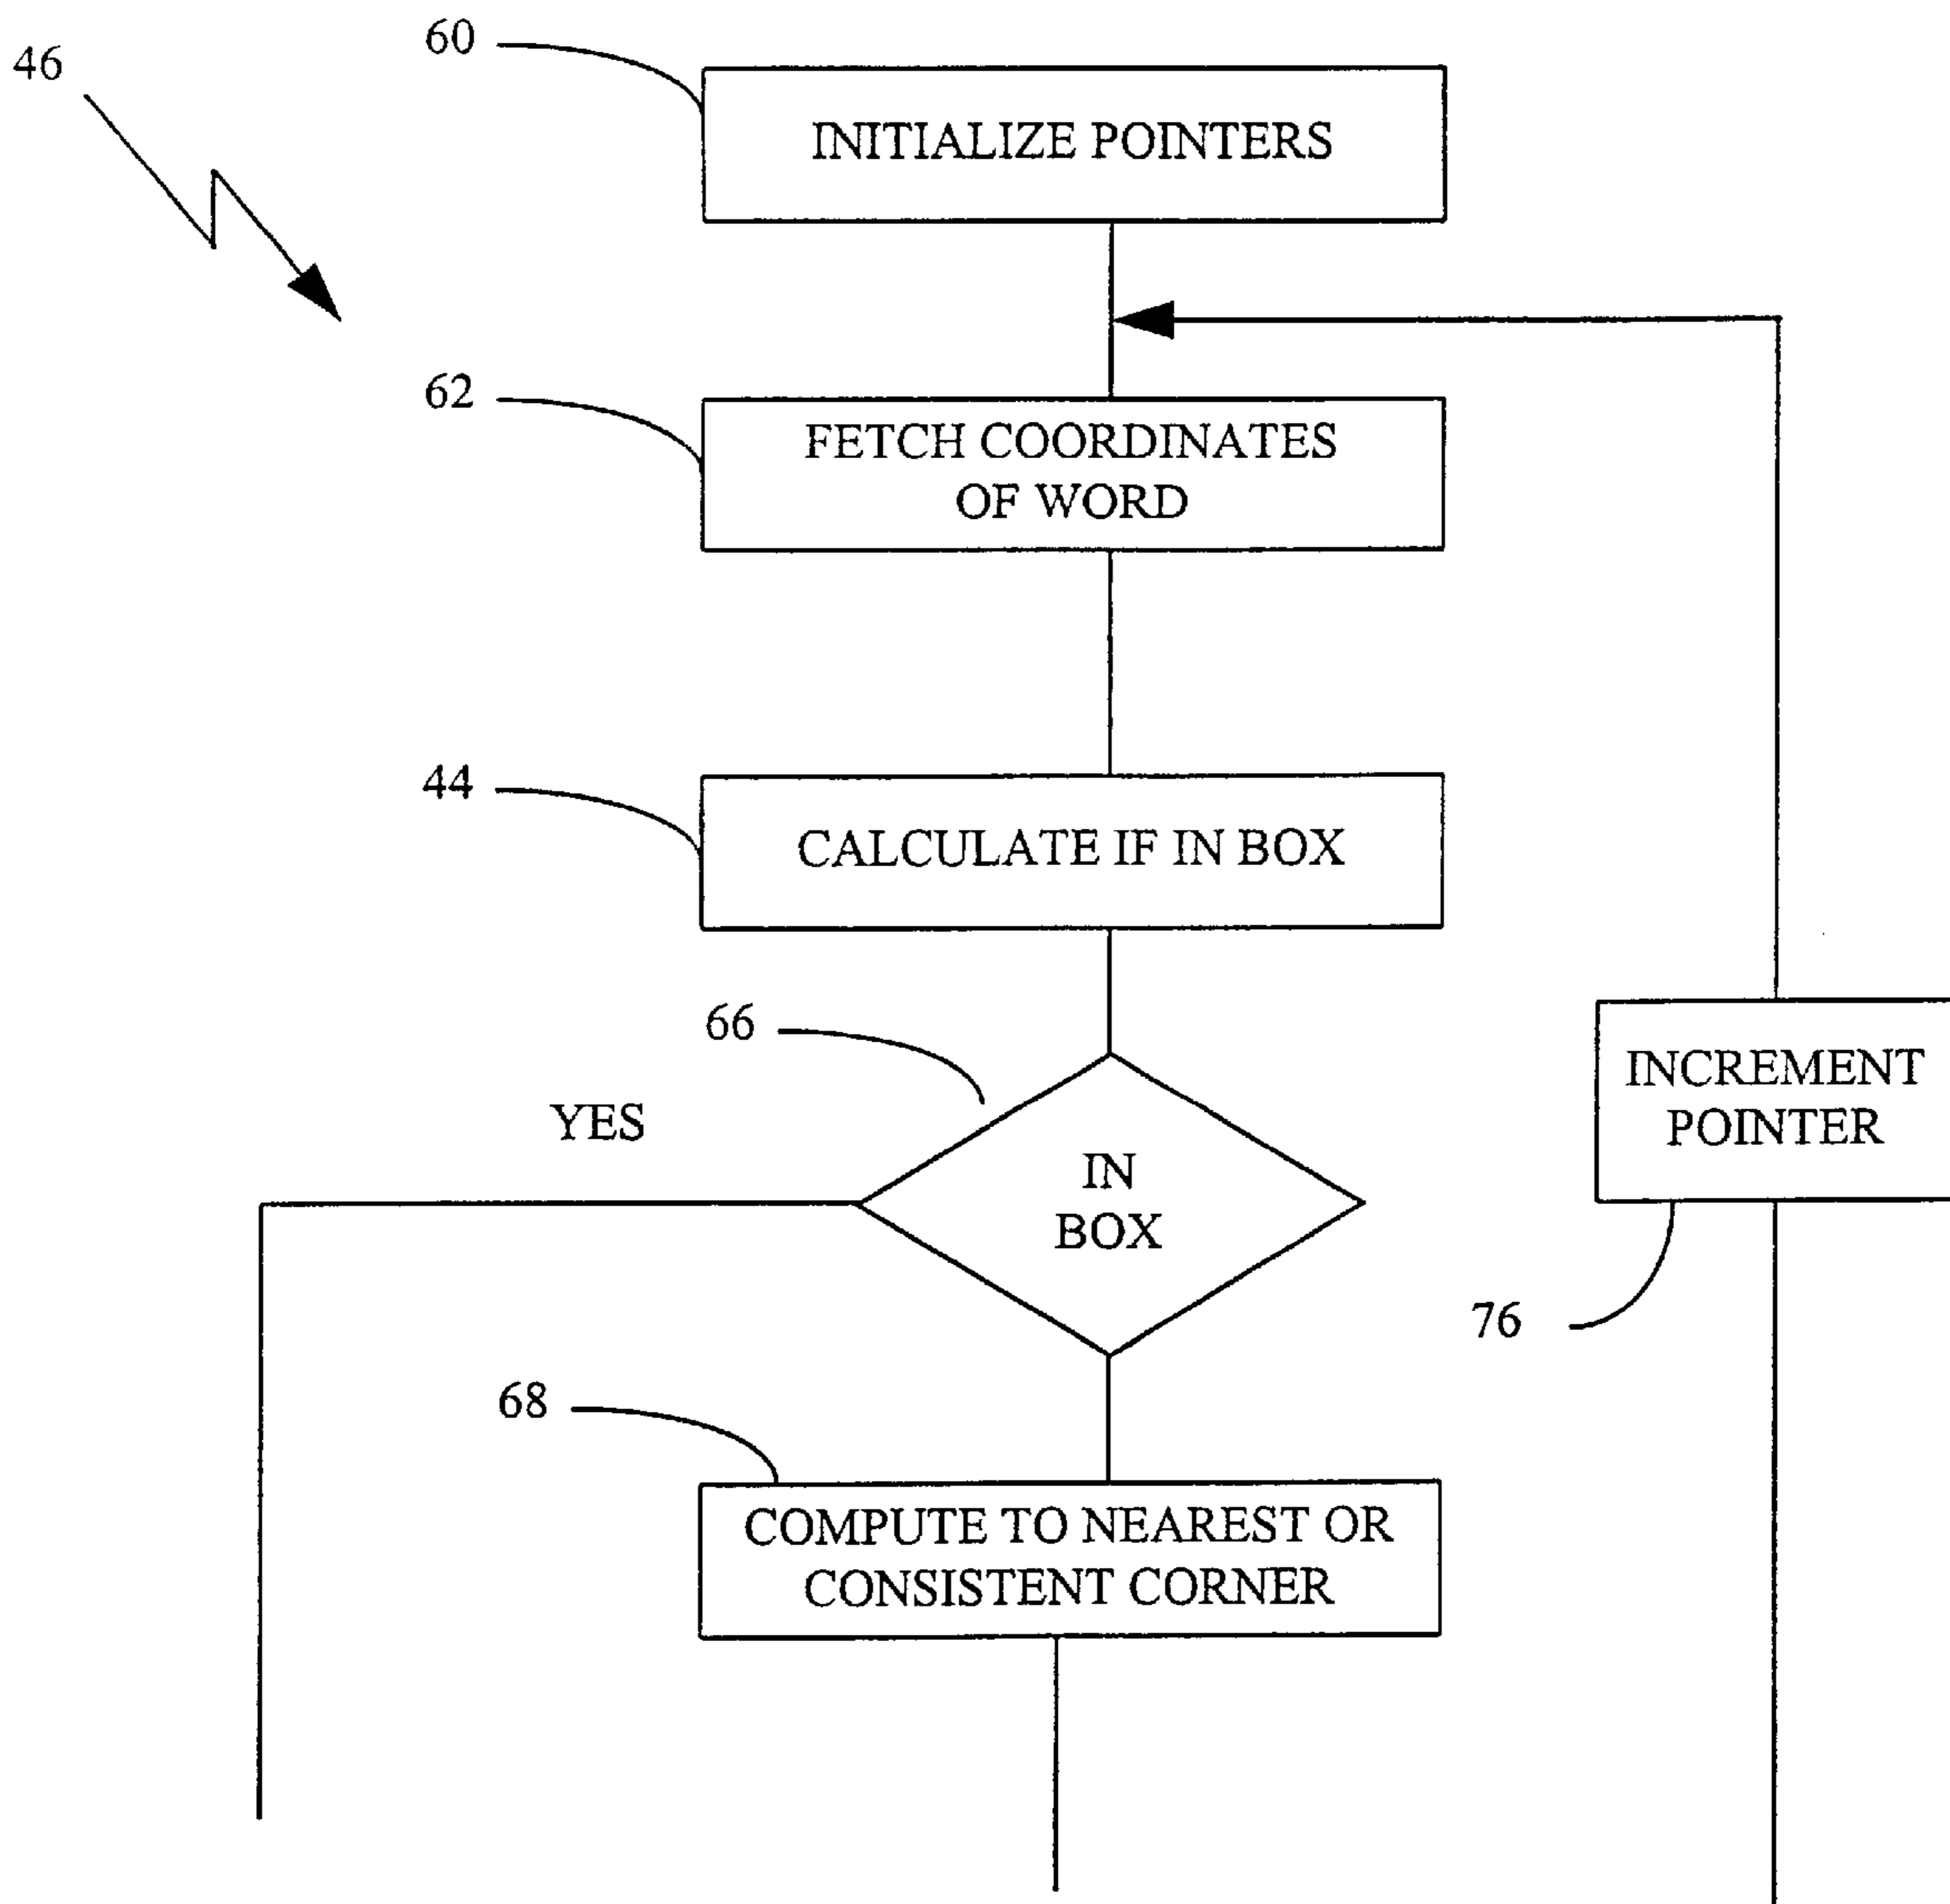 60
46
INITIALIZE POINTERS
62
FETCH COORDINATES
OF WORD
44
CALCULATE IF IN BOX
66
YES
IN
BOX
INCREMENT
POINTER
76
68
COMPUTE TO NEAREST OR
CONSISTENT CORNER